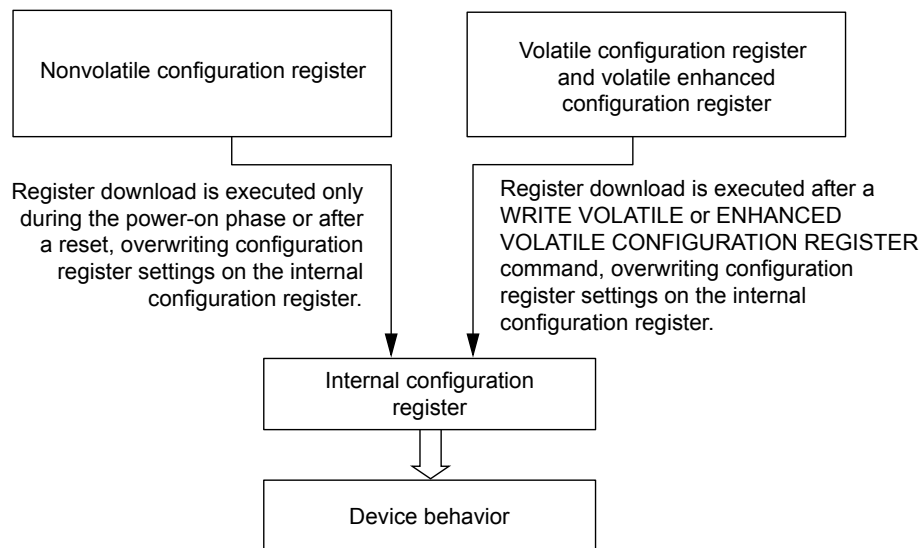 Nonvolatile configuration register
Volatile configuration register
and volatile enhanced
configuration register
Register download is executed only
during the power-on phase or after
a reset, overwriting configuration
register settings on the internal
configuration register.
Register download is executed after a
WRITE VOLATILE or ENHANCED
VOLATILE CONFIGURATION REGISTER
command, overwriting configuration
register settings on the internal
configuration register.
Internal configuration
register
Device behavior